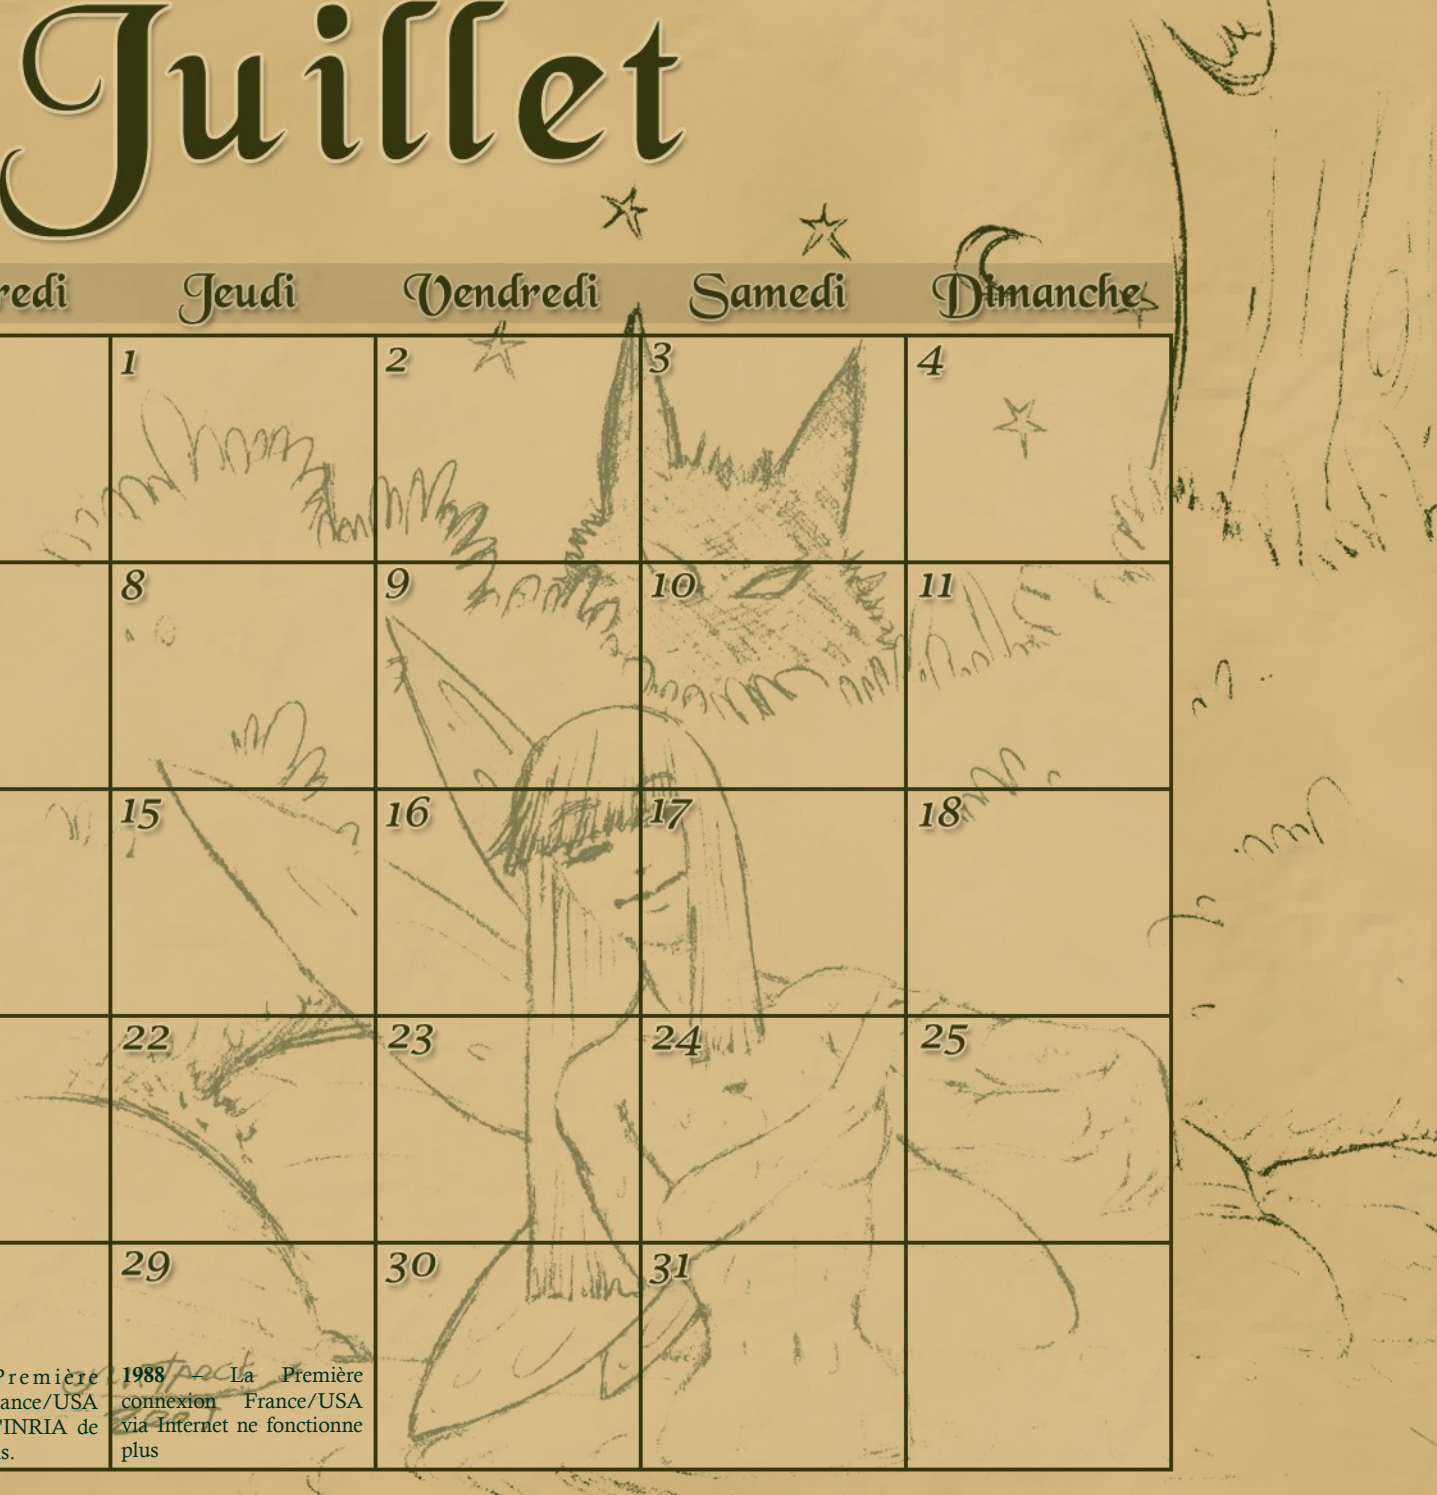 Juillet
redi Jeudi Vendredi Samedi Dimanche
1 2 3 4
8 9 10 11
15 16 17 18
22 23 24 25
29 30 31
Première
rance/USA
'INRIA de
s.
1988 – La Première
connexion France/USA
via Internet ne fonctionne
plus